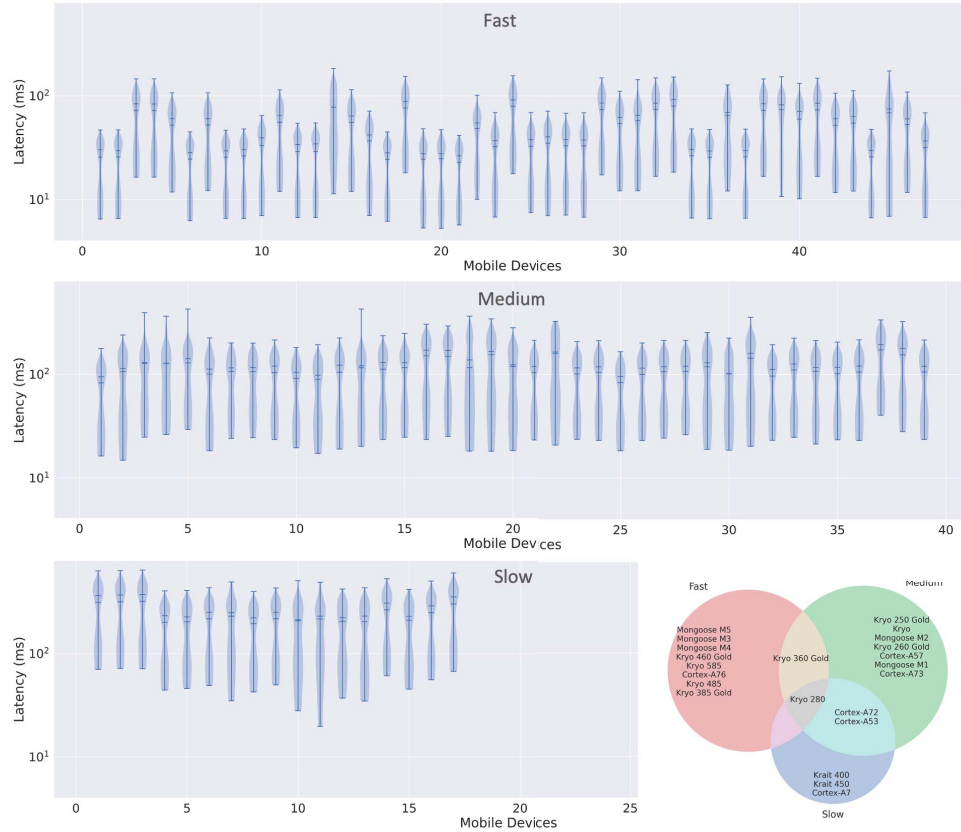 Fast
Latency (ms)
10²
10¹
0
10
20
30
40
Mobile Devices
Medium
Latency (ms)
10²
10¹
0
5
10
15
20
25
30
35
40
Mobile Devices
Slow
Latency (ms)
10²
10¹
0
5
10
15
20
25
Mobile Devices
Fast
Medium
Mongoose M5
Mongoose M3
Mongoose M4
Kryo 460 Gold
Kryo 585
Cortex-A76
Kryo 485
Kryo 385 Gold
Kryo 360 Gold
Kryo 280
Kryo 250 Gold
Kryo
Mongoose M2
Kryo 260 Gold
Cortex-A57
Mongoose M1
Cortex-A73
Cortex-A72
Cortex-A53
Krait 400
Krait 450
Cortex-A7
Slow